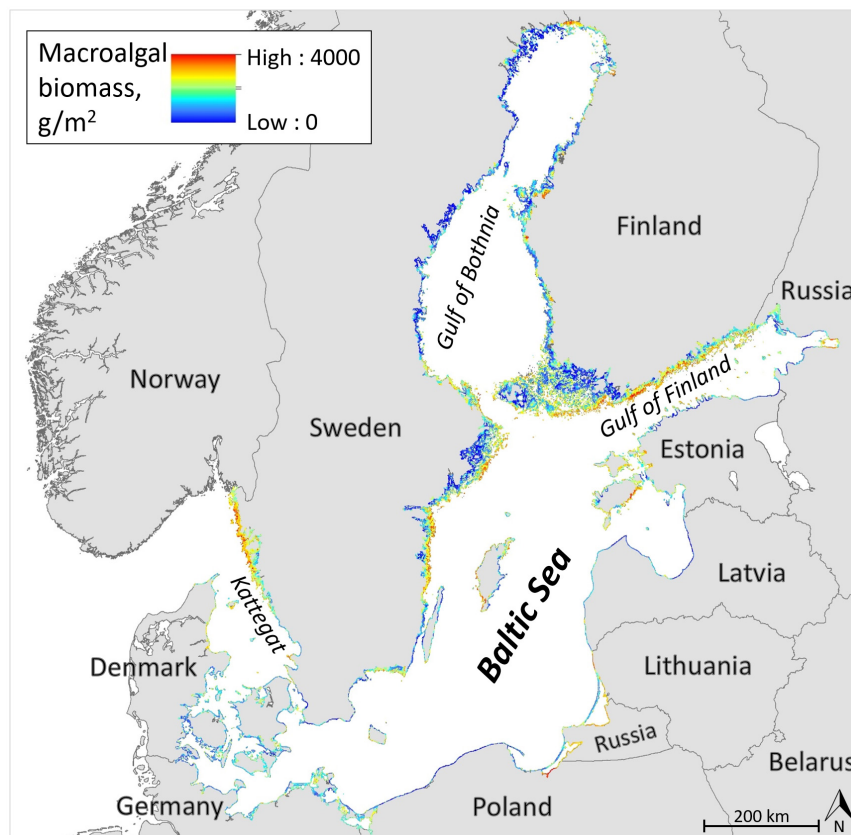 Macroalgal
biomass,
g/m²
High : 4000
Low : 0
Finland
Gulf of Bothnia
Russia
Norway
Gulf of Finland
Sweden
Estonia
Baltic Sea
Latvia
Kattegat
Denmark
Lithuania
Russia
Belarus
Germany
Poland
200 km
N